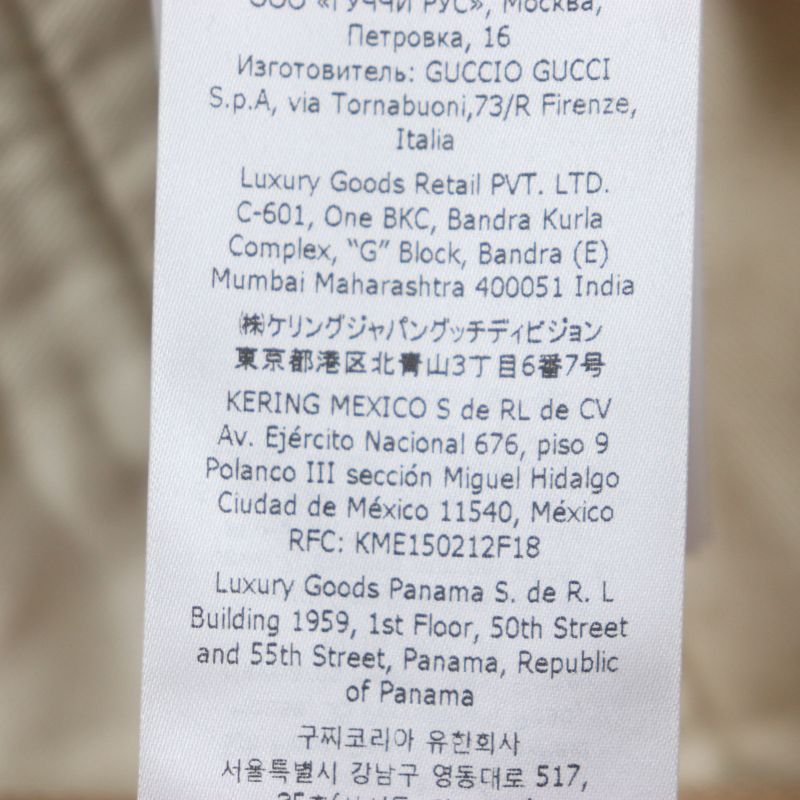 ООО «ГУЧЧИ РУС», Москва,
Петровка, 16
Изготовитель: GUCCIO GUCCI
S.p.A, via Tornabuoni,73/R Firenze,
Italia
Luxury Goods Retail PVT. LTD.
C-601, One BKC, Bandra Kurla
Complex, “G” Block, Bandra (E)
Mumbai Maharashtra 400051 India
㈱ケリングジャパングッチディビジョン
東京都港区北青山3丁目6番7号
KERING MEXICO S de RL de CV
Av. Ejército Nacional 676, piso 9
Polanco III sección Miguel Hidalgo
Ciudad de México 11540, México
RFC: KME150212F18
Luxury Goods Panama S. de R. L
Building 1959, 1st Floor, 50th Street
and 55th Street, Panama, Republic
of Panama
구찌코리아 유한회사
서울특별시 강남구 영동대로 517,